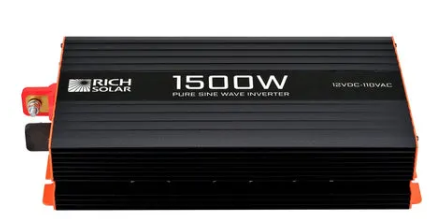 RICH
SOLAR
1500W
PURE SINE WAVE INVERTER
12VDC-110VAC